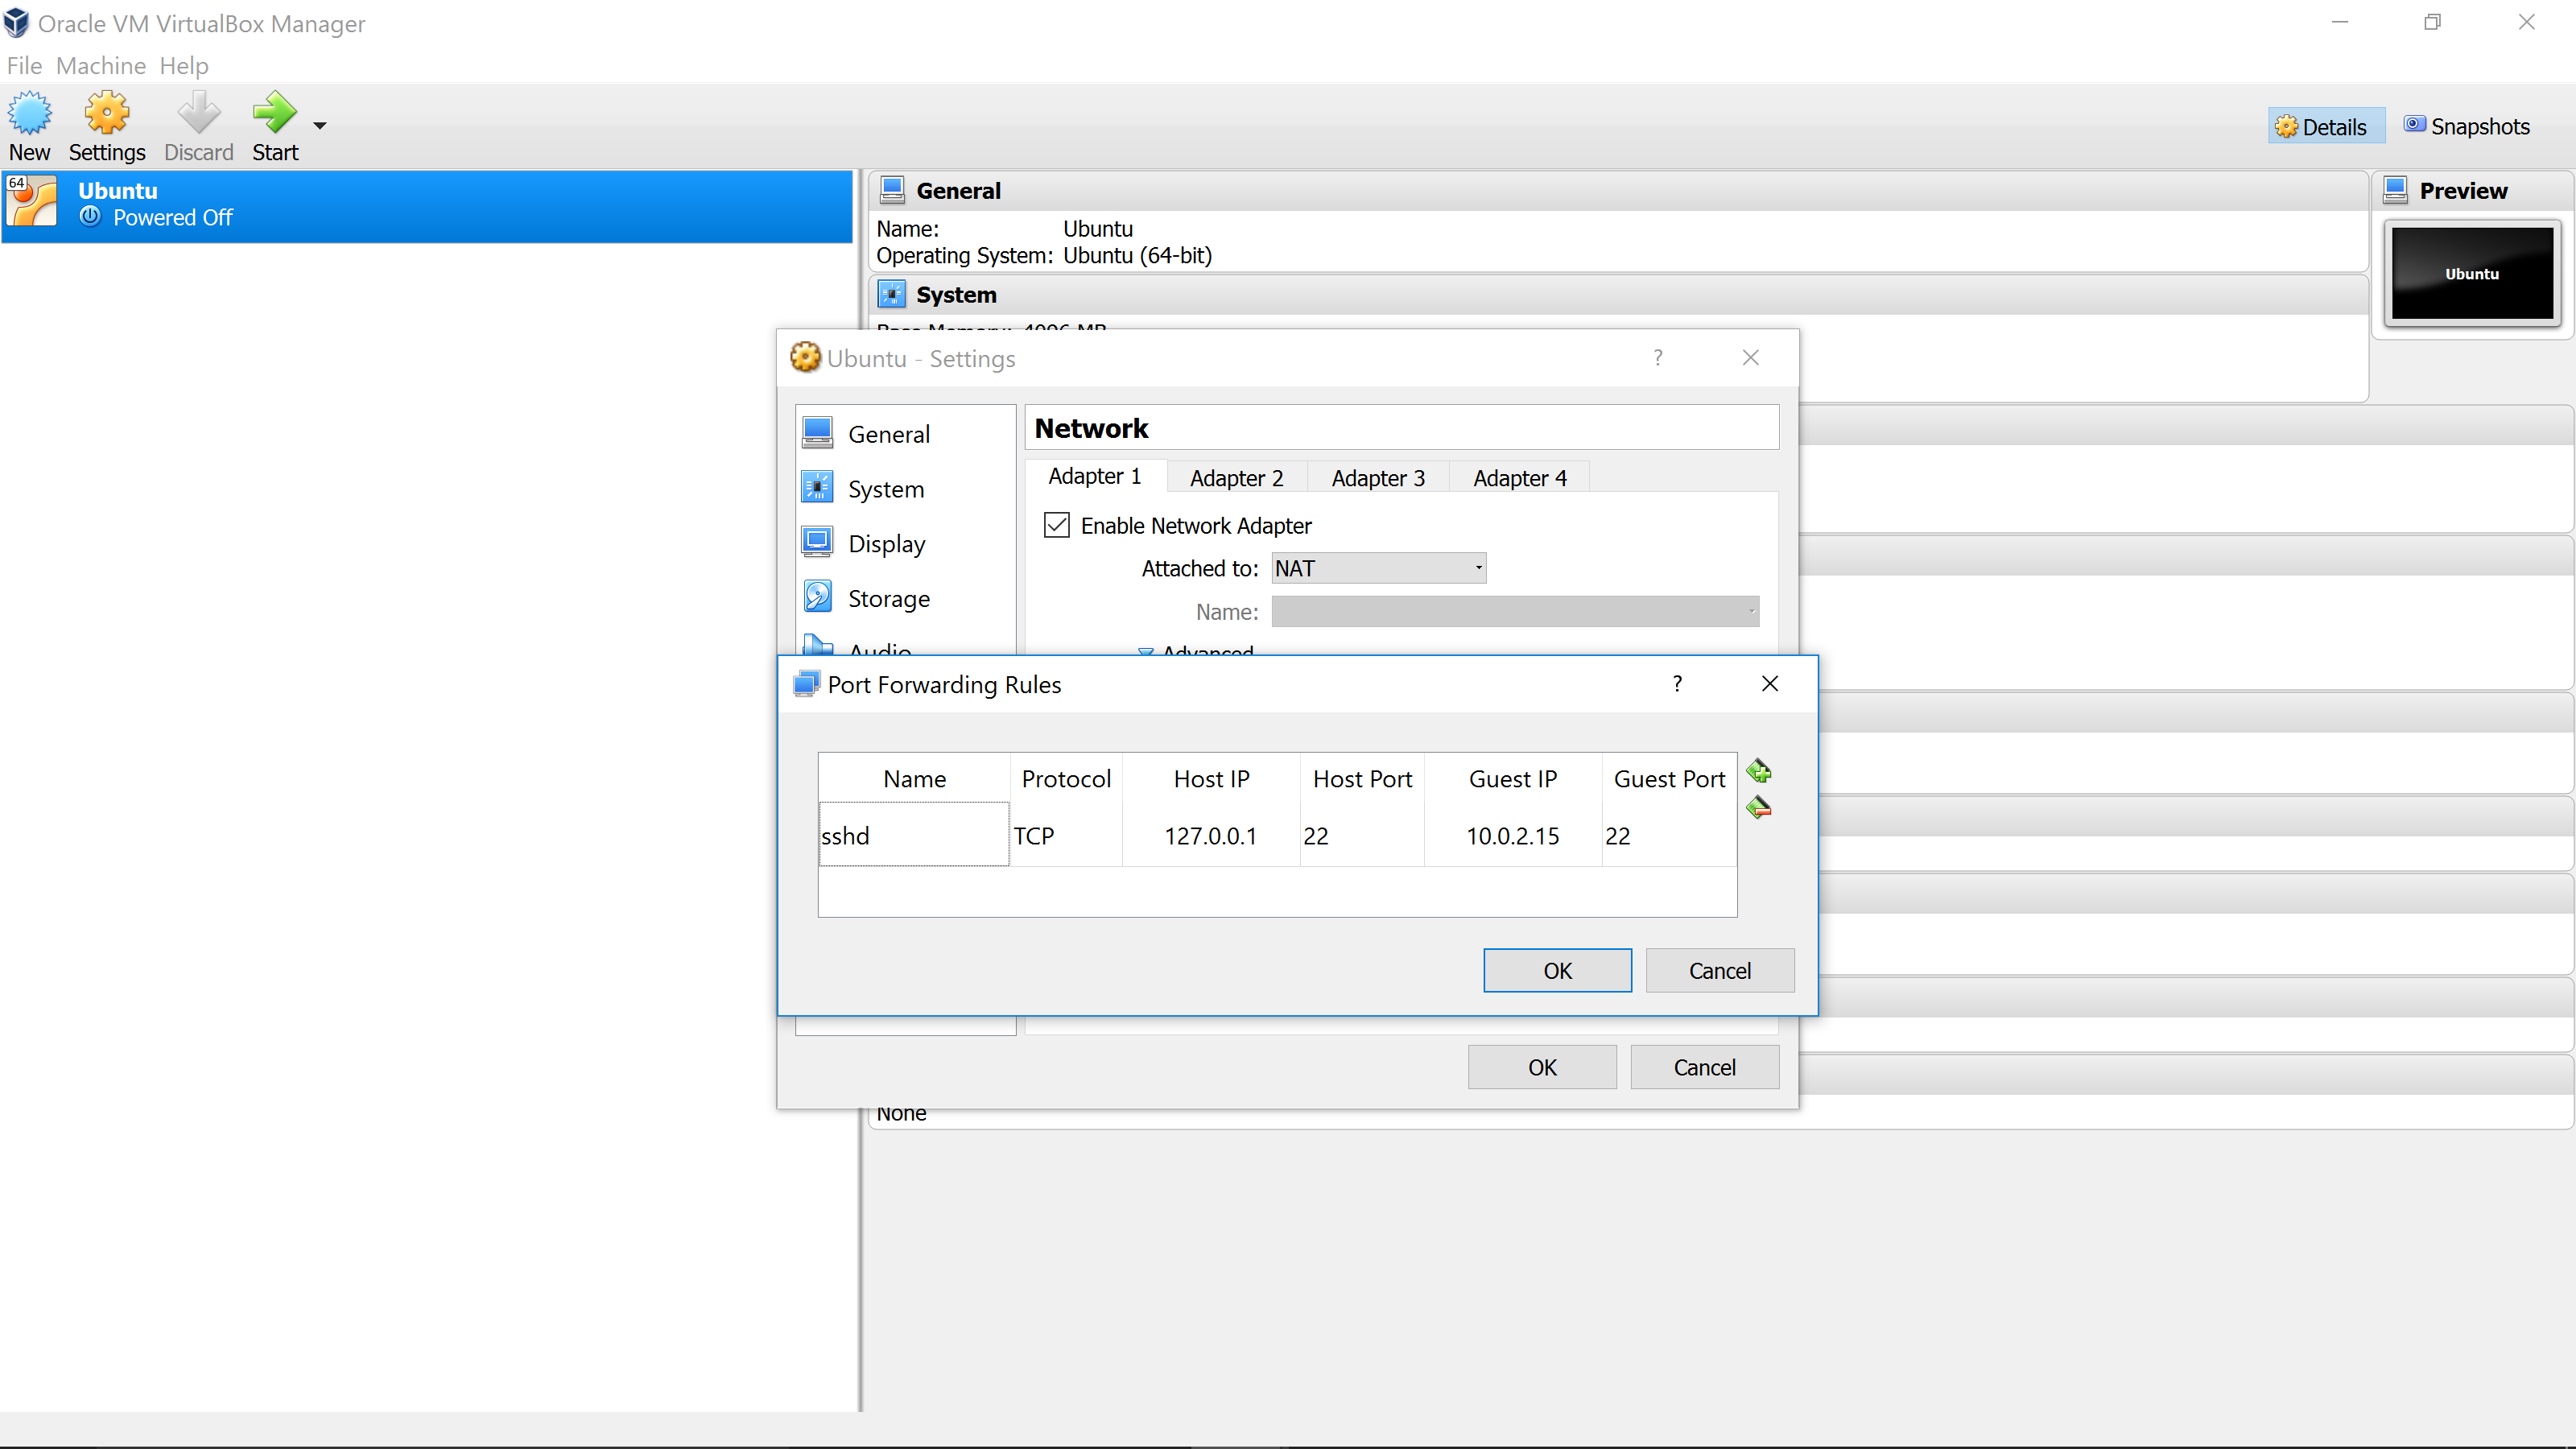 Oracle VM VirtualBox Manager
File Machine Help
New Settings Discard Start
Details Snapshots
64
Ubuntu
Powered Off
General
Name: Ubuntu
Operating System: Ubuntu (64-bit)
System
Base Memory: 4096 MB
Preview
Ubuntu
Ubuntu - Settings
?
General
System
Display
Storage
Audio
Network
Adapter 1 Adapter 2 Adapter 3 Adapter 4
Enable Network Adapter
Attached to: NAT
Name:
Advanced
Port Forwarding Rules
?
Name Protocol Host IP Host Port Guest IP Guest Port
sshd TCP 127.0.0.1 22 10.0.2.15 22
OK Cancel
OK Cancel
None